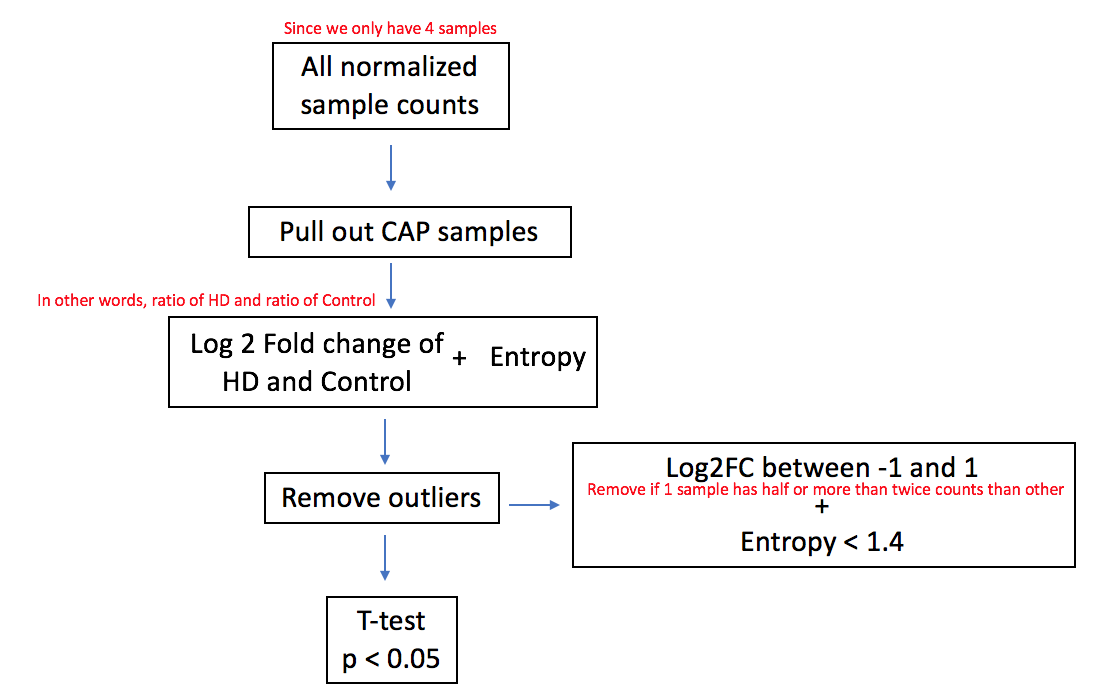 Since we only have 4 samples
All normalized
sample counts
Pull out CAP samples
In other words, ratio of HD and ratio of Control
Log 2 Fold change of
HD and Control
+ Entropy
Remove outliers
Log2FC between -1 and 1
Remove if 1 sample has half or more than twice counts than other
+
Entropy < 1.4
T-test
p < 0.05